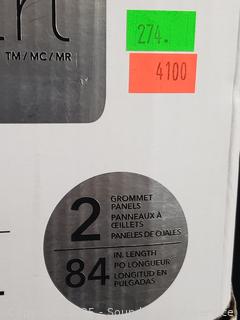 TM/MC/MR
274.
4100
2
GROMMET
PANELS
PANNEAUX À
ŒILLETS
PANELES DE OJALES
84
IN. LENGTH
PO LONGUEUR
LONGITUD EN
PULGADAS